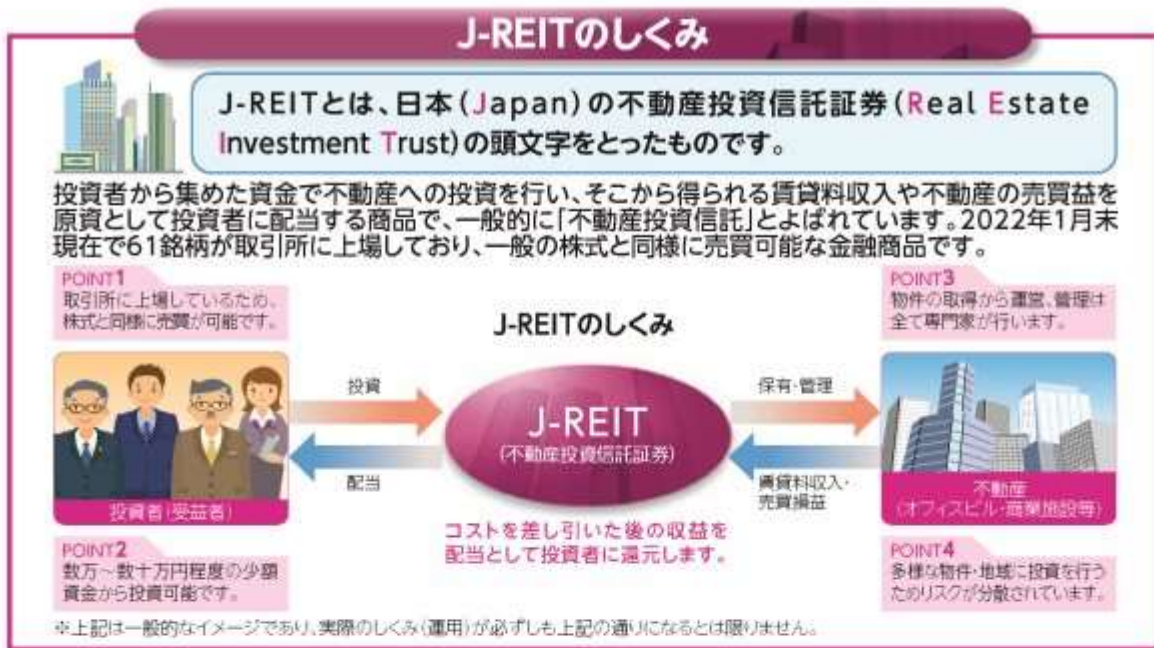 J-REITのしくみ
J-REITとは、日本(Japan)の不動産投資信託証券(Real Estate
Investment Trust)の頭文字をとったものです。
投資者から集めた資金で不動産への投資を行い、そこから得られる賃貸料収入や不動産の売買益を
原資として投資者に配当する商品で、一般的に「不動産投資信託」とよばれています。2022年1月末
現在で61銘柄が取引所に上場しており、一般の株式と同様に売買可能な金融商品です。
POINT1
取引所に上場しているため、
株式と同様に売買が可能です。
POINT3
物件の取得から運営、管理は
全て専門家が行います。
J-REITのしくみ
投資
配当
J-REIT
(不動産投資信託証券)
保有・管理
賃貸料収入・
売買損益
投資者(受益者)
不動産
(オフィスビル・商業施設等)
コストを差し引いた後の収益を
配当として投資者に還元します。
POINT2
数万～数十万円程度の少額
資金から投資可能です。
POINT4
多様な物件・地域に投資を行う
ためリスクが分散されています。
※上記は一般的なイメージであり、実際のしくみ(運用)が必ずしも上記の通りになるとは限りません。